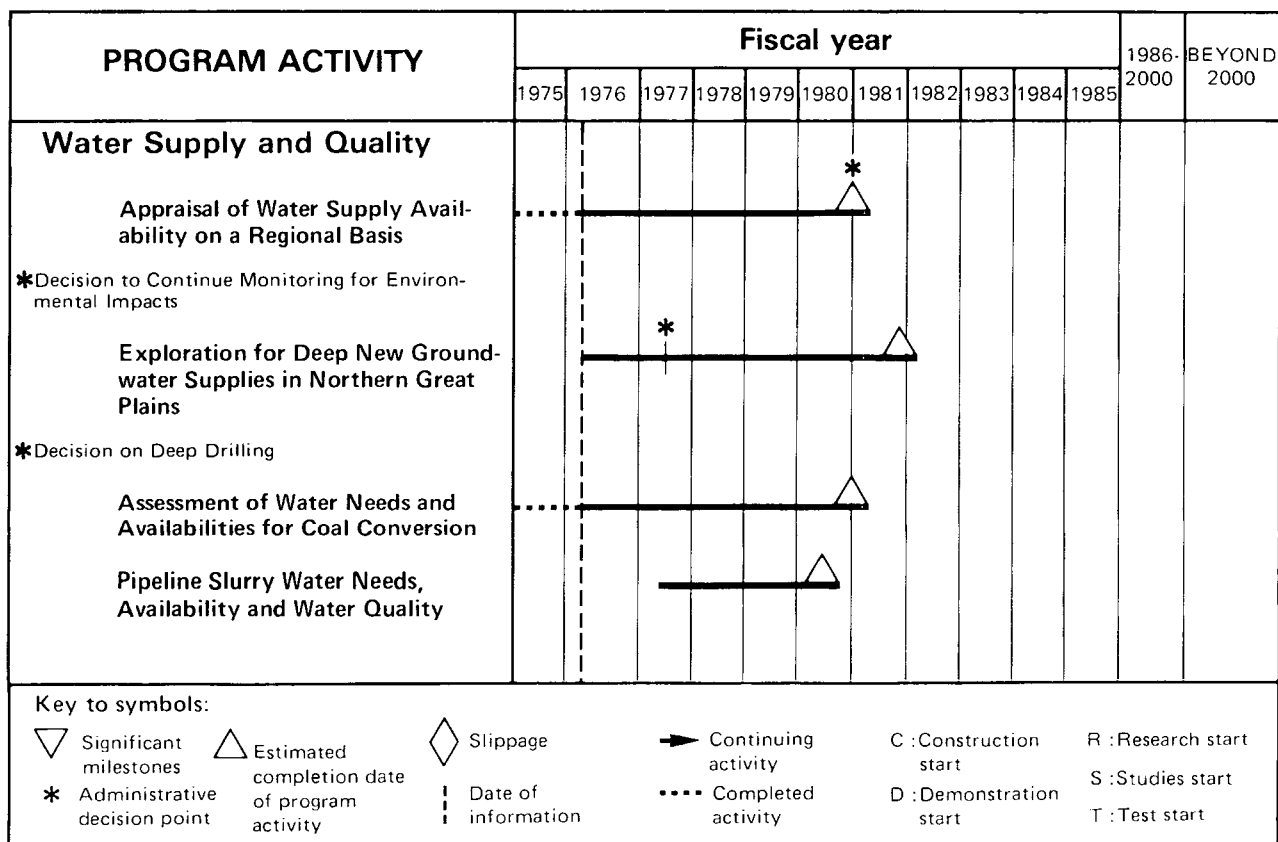 PROGRAM ACTIVITY
Fiscal year
1986-
2000
BEYOND
2000
1975 1976 1977 1978 1979 1980 1981 1982 1983 1984 1985
Water Supply and Quality
*
Appraisal of Water Supply Avail-
ability on a Regional Basis
*Decision to Continue Monitoring for Environ-
mental Impacts
*
Exploration for Deep New Ground-
water Supplies in Northern Great
Plains
*Decision on Deep Drilling
Assessment of Water Needs and
Availabilities for Coal Conversion
Pipeline Slurry Water Needs,
Availability and Water Quality
Key to symbols:
Significant
milestones
* Administrative
decision point
Estimated
completion date
of program
activity
Slippage
Date of
information
Continuing
activity
Completed
activity
C :Construction
start
D :Demonstration
start
R :Research start
S :Studies start
T :Test start